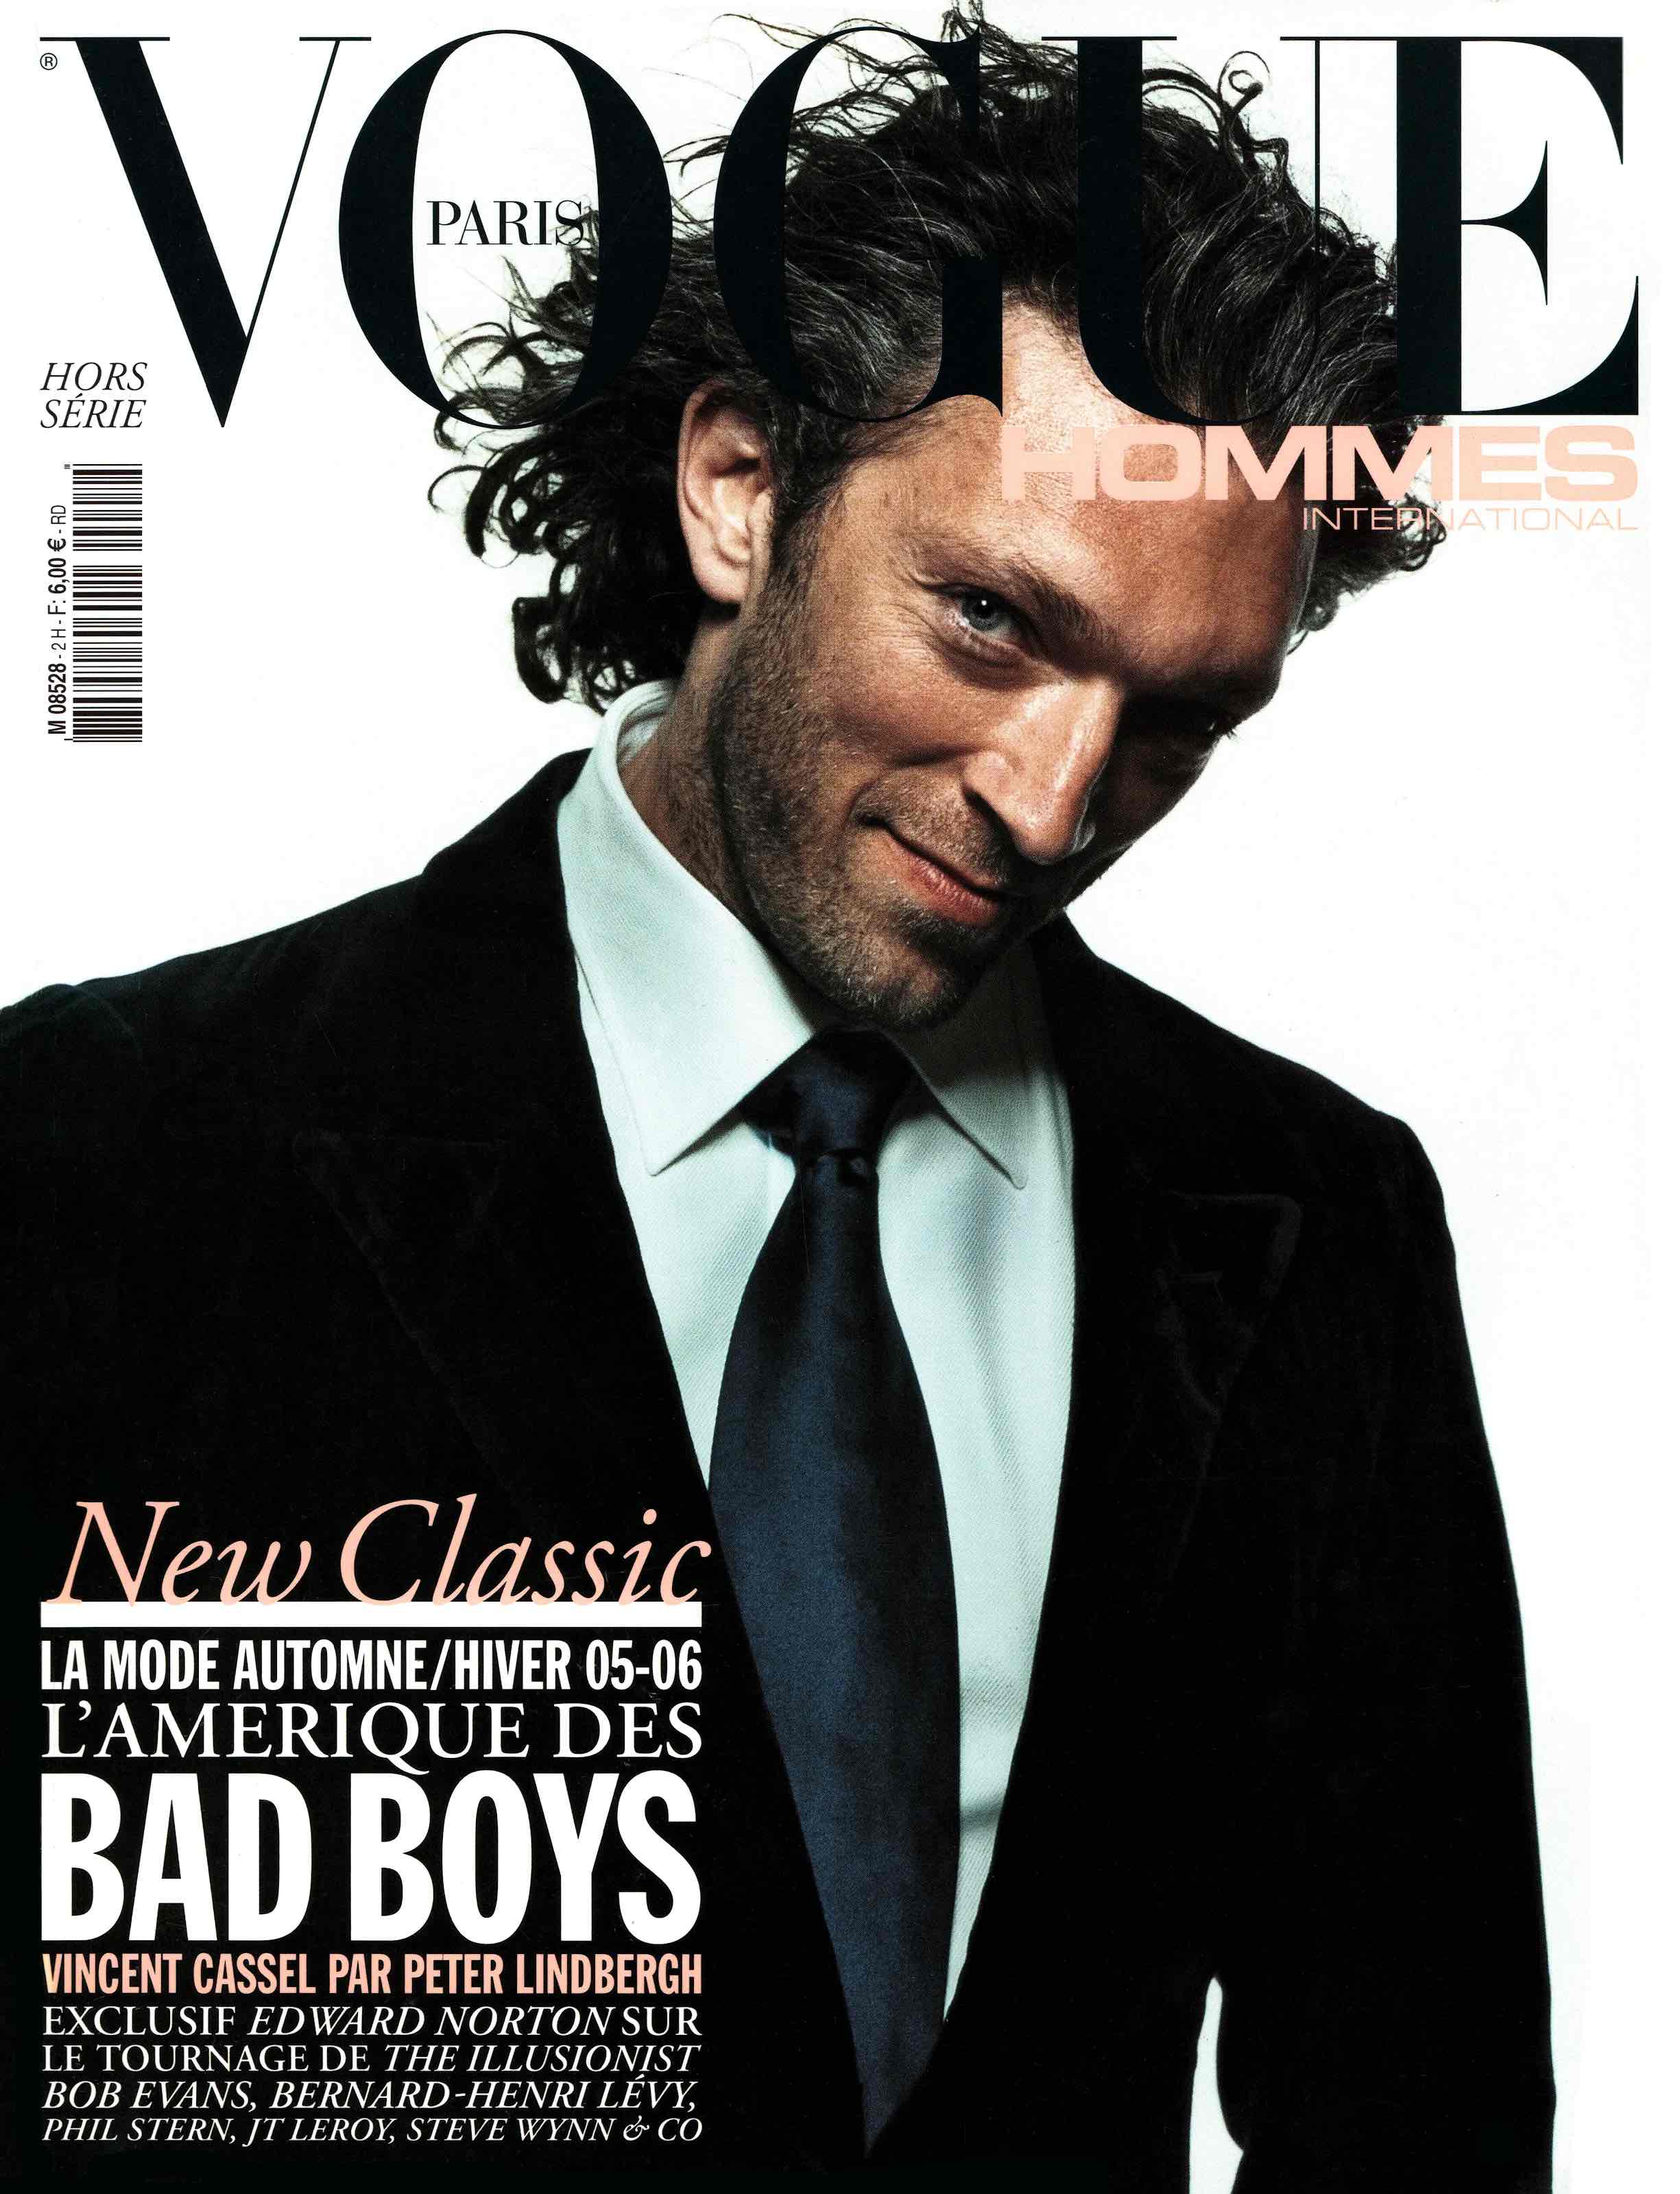 ®
VOGUE
PARIS
HORS
SÉRIE
HOMMES
INTERNATIONAL
M 08528 - 2 H - F: 6,00 € - RD
New Classic
LA MODE AUTOMNE/HIVER 05-06
L'AMERIQUE DES
BAD BOYS
VINCENT CASSEL PAR PETER LINDBERGH
EXCLUSIF EDWARD NORTON SUR
LE TOURNAGE DE THE ILLUSIONIST
BOB EVANS, BERNARD-HENRI LÉVY,
PHIL STERN, JT LEROY, STEVE WYNN & CO